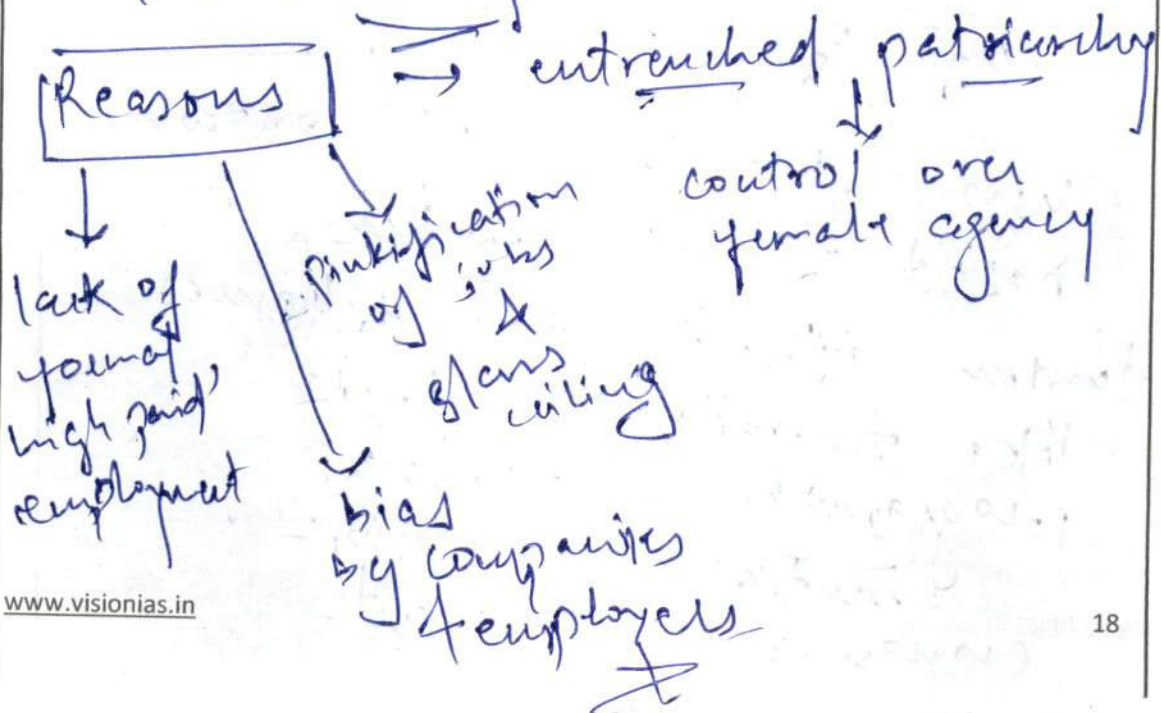 Reasons
→ entrenched patriarchy
↓
control over
female agency
lack of
formal
high paid
employment
Pinkification
of jobs
&
glass
ceiling
bias
by companies
& employers
www.visionias.in
18